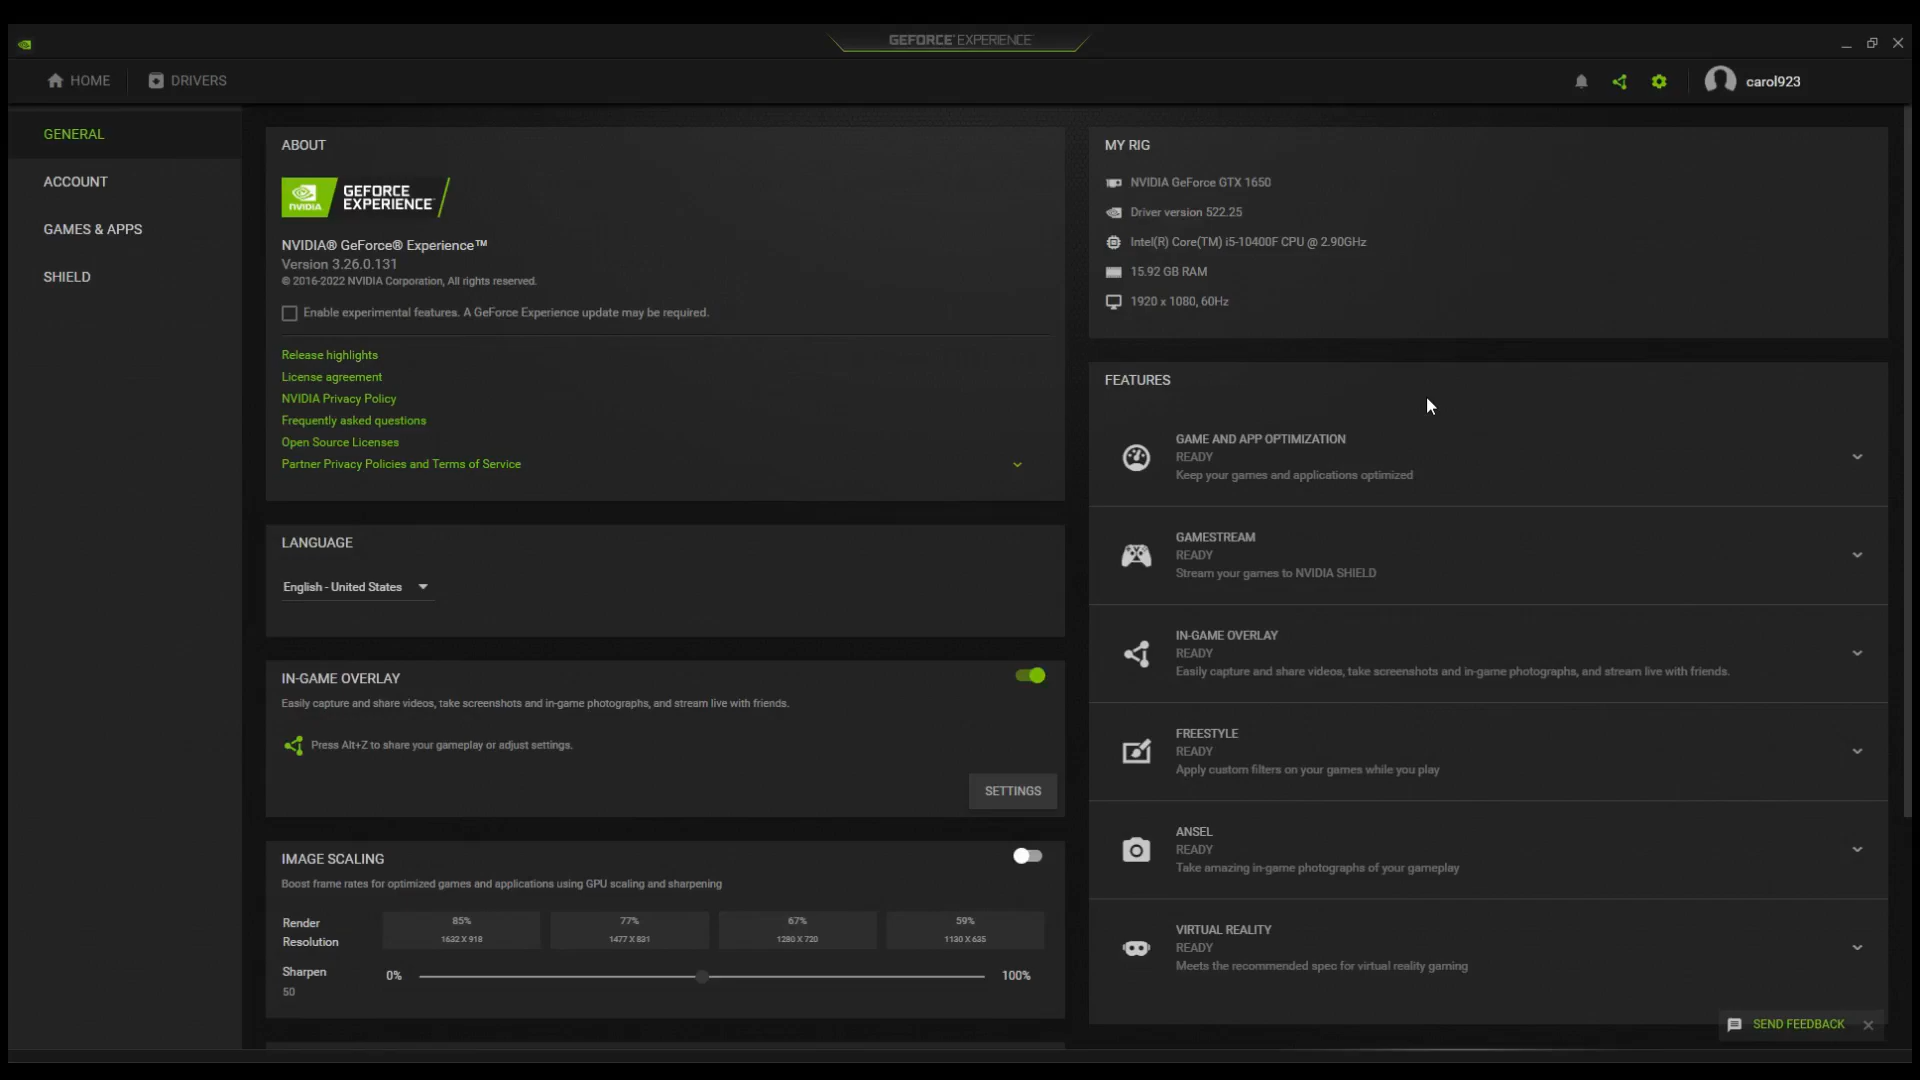 GEFORCE EXPERIENCE
HOME
DRIVERS
carol923
GENERAL
ACCOUNT
GAMES & APPS
SHIELD
ABOUT
NVIDIA
GEFORCE
EXPERIENCE
NVIDIA® GeForce® Experience™
Version 3.26.0.131
© 2016-2022 NVIDIA Corporation, All rights reserved.
Enable experimental features. A GeForce Experience update may be required.
Release highlights
License agreement
NVIDIA Privacy Policy
Frequently asked questions
Open Source Licenses
Partner Privacy Policies and Terms of Service
LANGUAGE
English - United States
IN-GAME OVERLAY
Easily capture and share videos, take screenshots and in-game photographs, and stream live with friends.
Press Alt+Z to share your gameplay or adjust settings.
SETTINGS
IMAGE SCALING
Boost frame rates for optimized games and applications using GPU scaling and sharpening
Render
Resolution
85%
1632 X 918
77%
1477 X 831
67%
1280 X 720
59%
1130 X 635
Sharpen
50
0%
100%
MY RIG
NVIDIA GeForce GTX 1650
Driver version 522.25
Intel(R) Core(TM) i5-10400F CPU @ 2.90GHz
15.92 GB RAM
1920 x 1080, 60Hz
FEATURES
GAME AND APP OPTIMIZATION
READY
Keep your games and applications optimized
GAMESTREAM
READY
Stream your games to NVIDIA SHIELD
IN-GAME OVERLAY
READY
Easily capture and share videos, take screenshots and in-game photographs, and stream live with friends.
FREESTYLE
READY
Apply custom filters on your games while you play
ANSEL
READY
Take amazing in-game photographs of your gameplay
VIRTUAL REALITY
READY
Meets the recommended spec for virtual reality gaming
SEND FEEDBACK